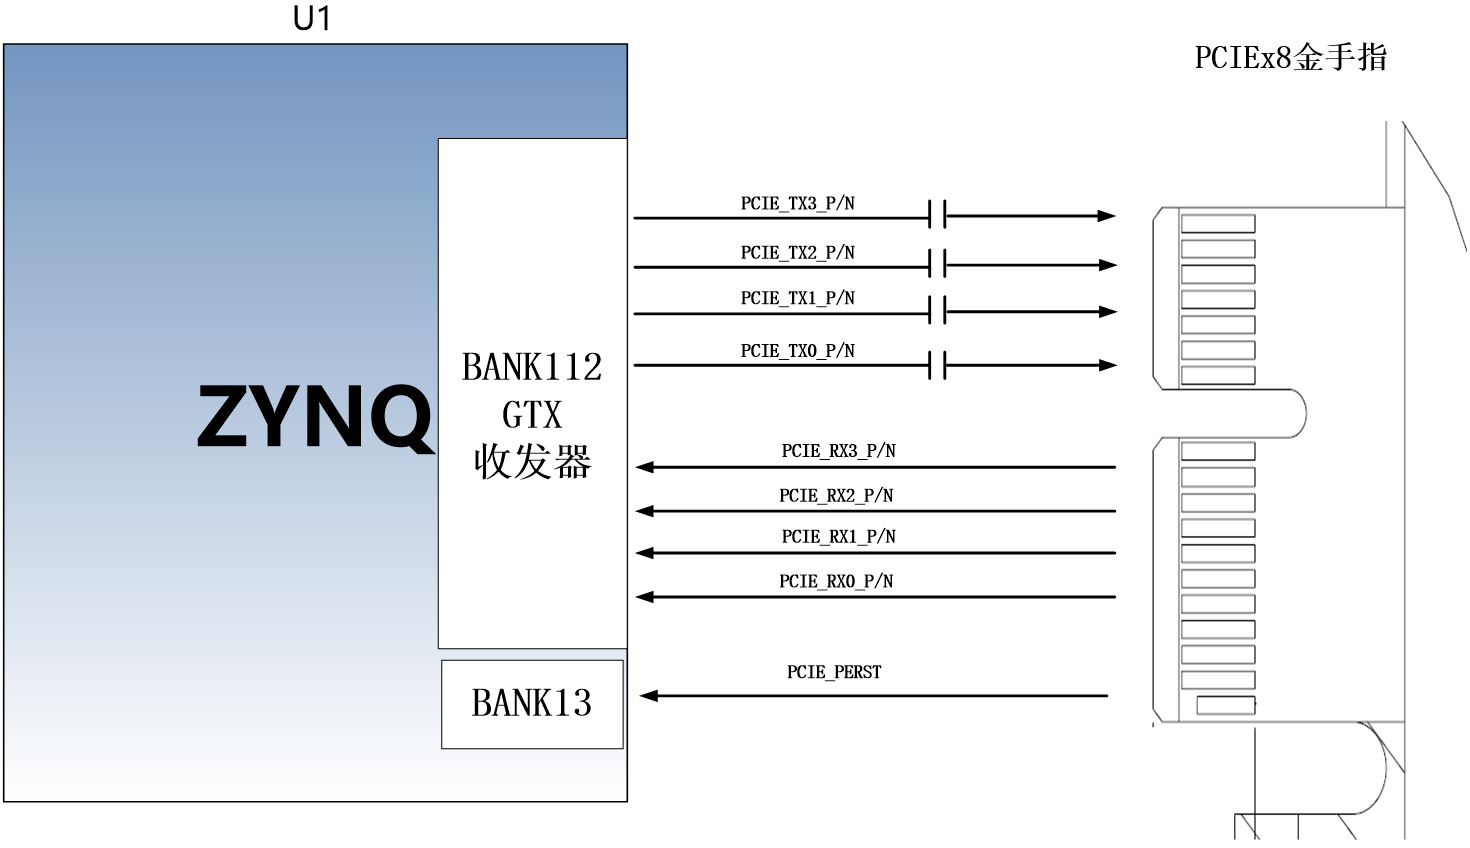 U1
PCIEx8金手指
PCIE_TX3_P/N
PCIE_TX2_P/N
PCIE_TX1_P/N
PCIE_TX0_P/N
ZYNQ
BANK112
GTX
收发器
PCIE_RX3_P/N
PCIE_RX2_P/N
PCIE_RX1_P/N
PCIE_RX0_P/N
PCIE_PERST
BANK13